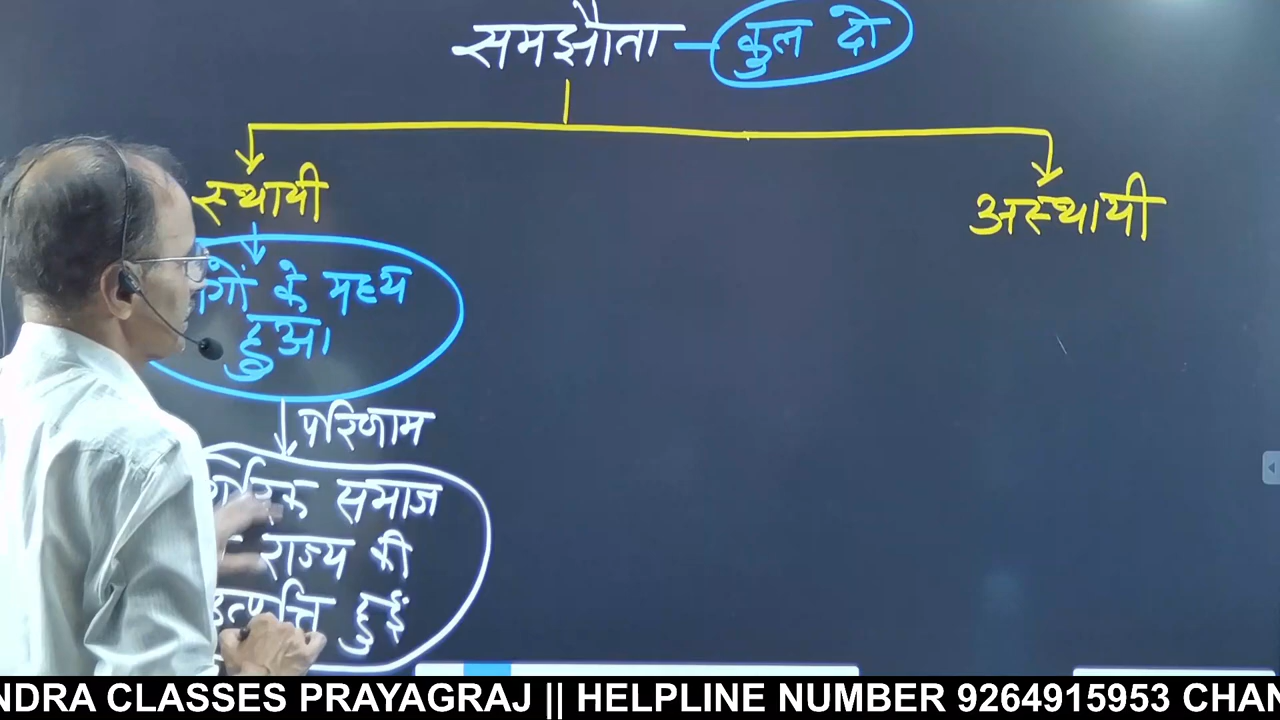 समझौता - कुल दो
स्थायी
अस्थायी
के मध्य
हुआ।
परिणाम
समाज
राज्य की
हुई
NDRA CLASSES PRAYAGRAJ || HELPLINE NUMBER 9264915953 CHAN